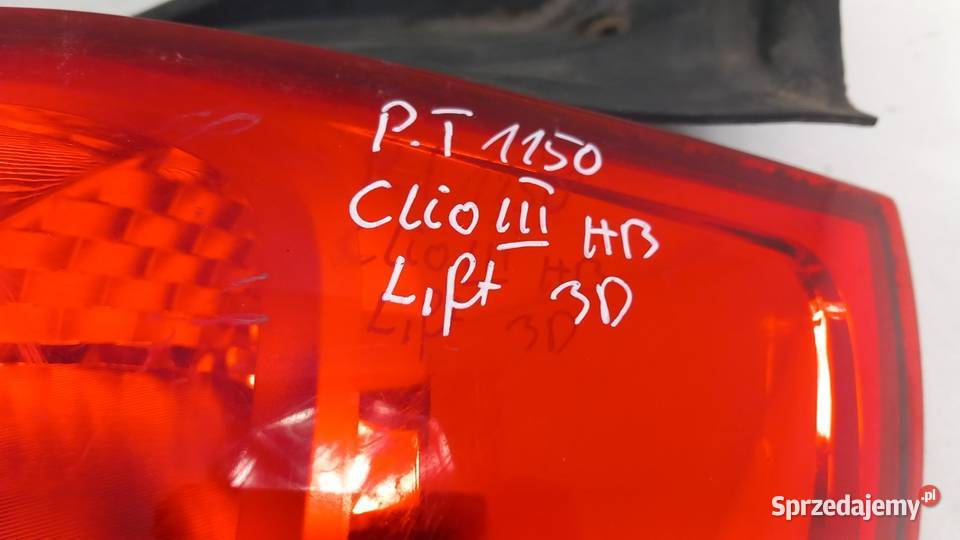 P.T 1150
Clio III HB
Lift 3D
Sprzedajemy.pl